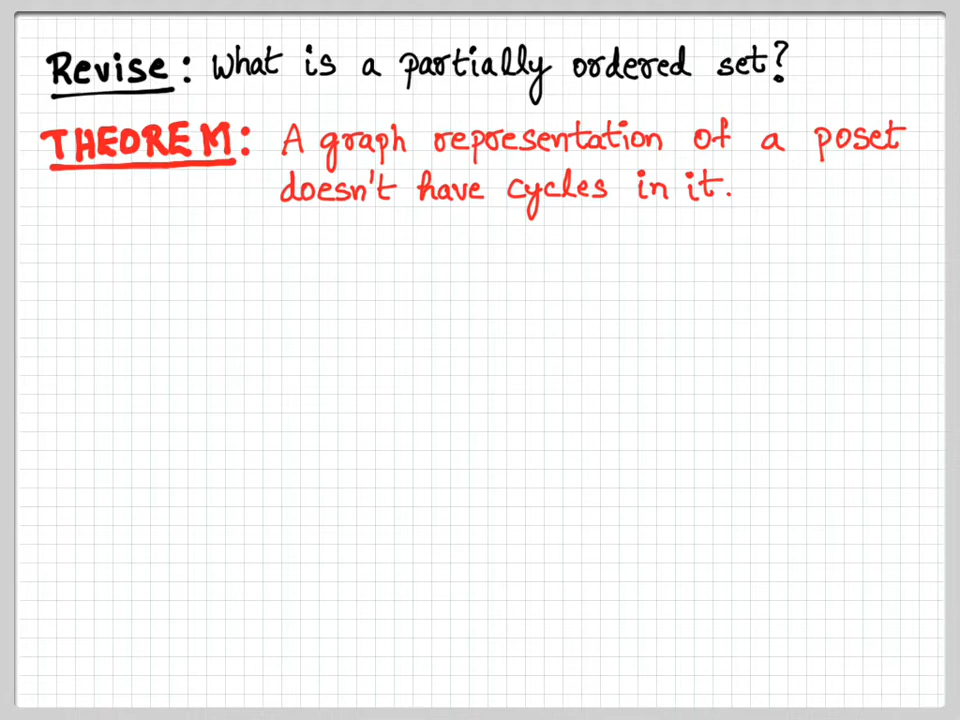 Revise: What is a partially ordered set?
THEOREM: A graph representation of a poset
doesn't have cycles in it.